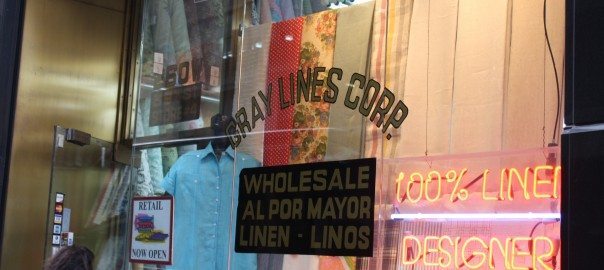 GRAY LINES CORP.
WHOLESALE
AL POR MAYOR
LINEN - LINOS
100% LINEN
DESIGNER
RETAIL
NOW OPEN